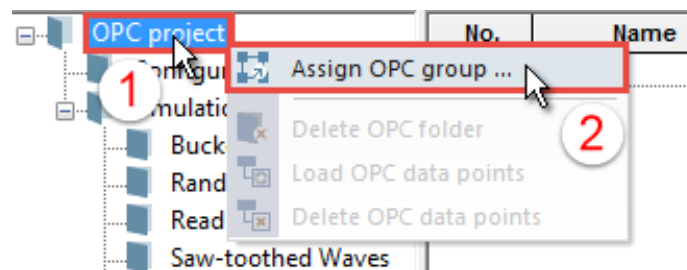 OPC project No. Name
Configur Assign OPC group ...
1
mulatio
Buck Delete OPC folder 2
Rand Load OPC data points
Read Delete OPC data points
Saw-toothed Waves